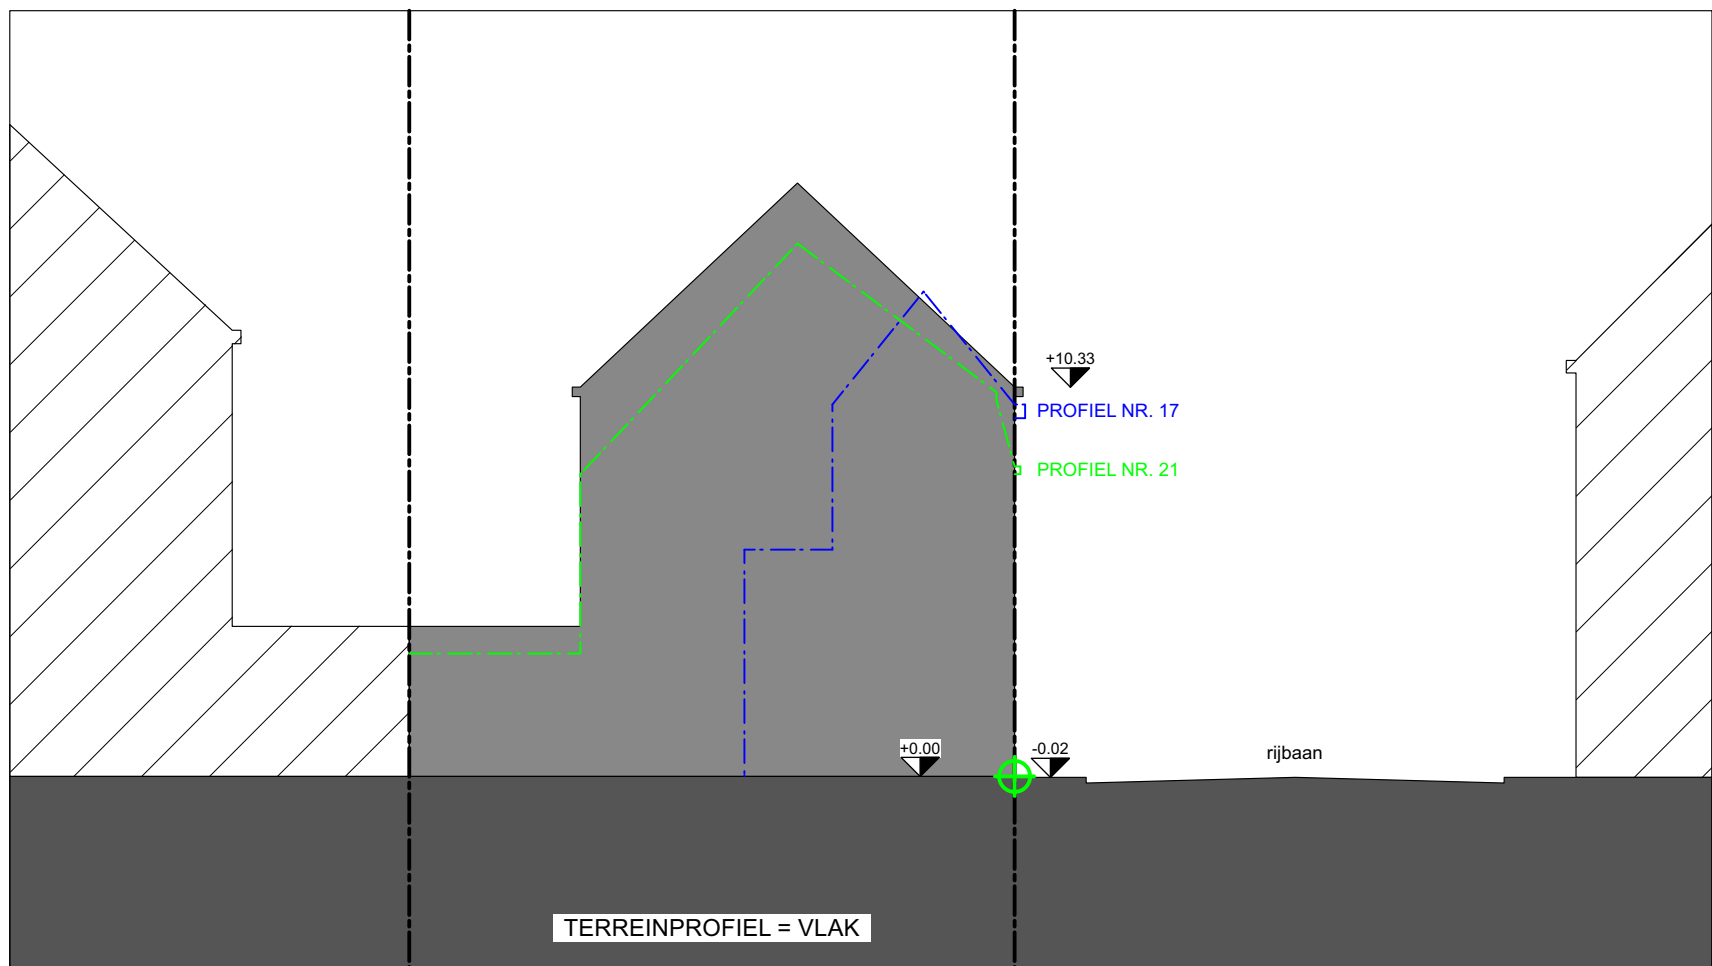 +10.33
PROFIEL NR. 17
PROFIEL NR. 21
+0.00
-0.02
rijbaan
TERREINPROFIEL = VLAK